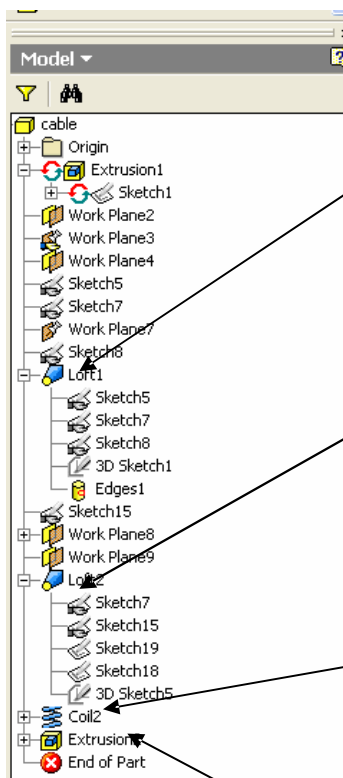 Model
cable
Origin
Extrusion1
Sketch1
Work Plane2
Work Plane3
Work Plane4
Sketch5
Sketch7
Work Plane7
Sketch8
Loft1
Sketch5
Sketch7
Sketch8
3D Sketch1
Edges1
Sketch15
Work Plane8
Work Plane9
Loft2
Sketch7
Sketch15
Sketch19
Sketch18
3D Sketch5
Coil2
Extrusion
End of Part